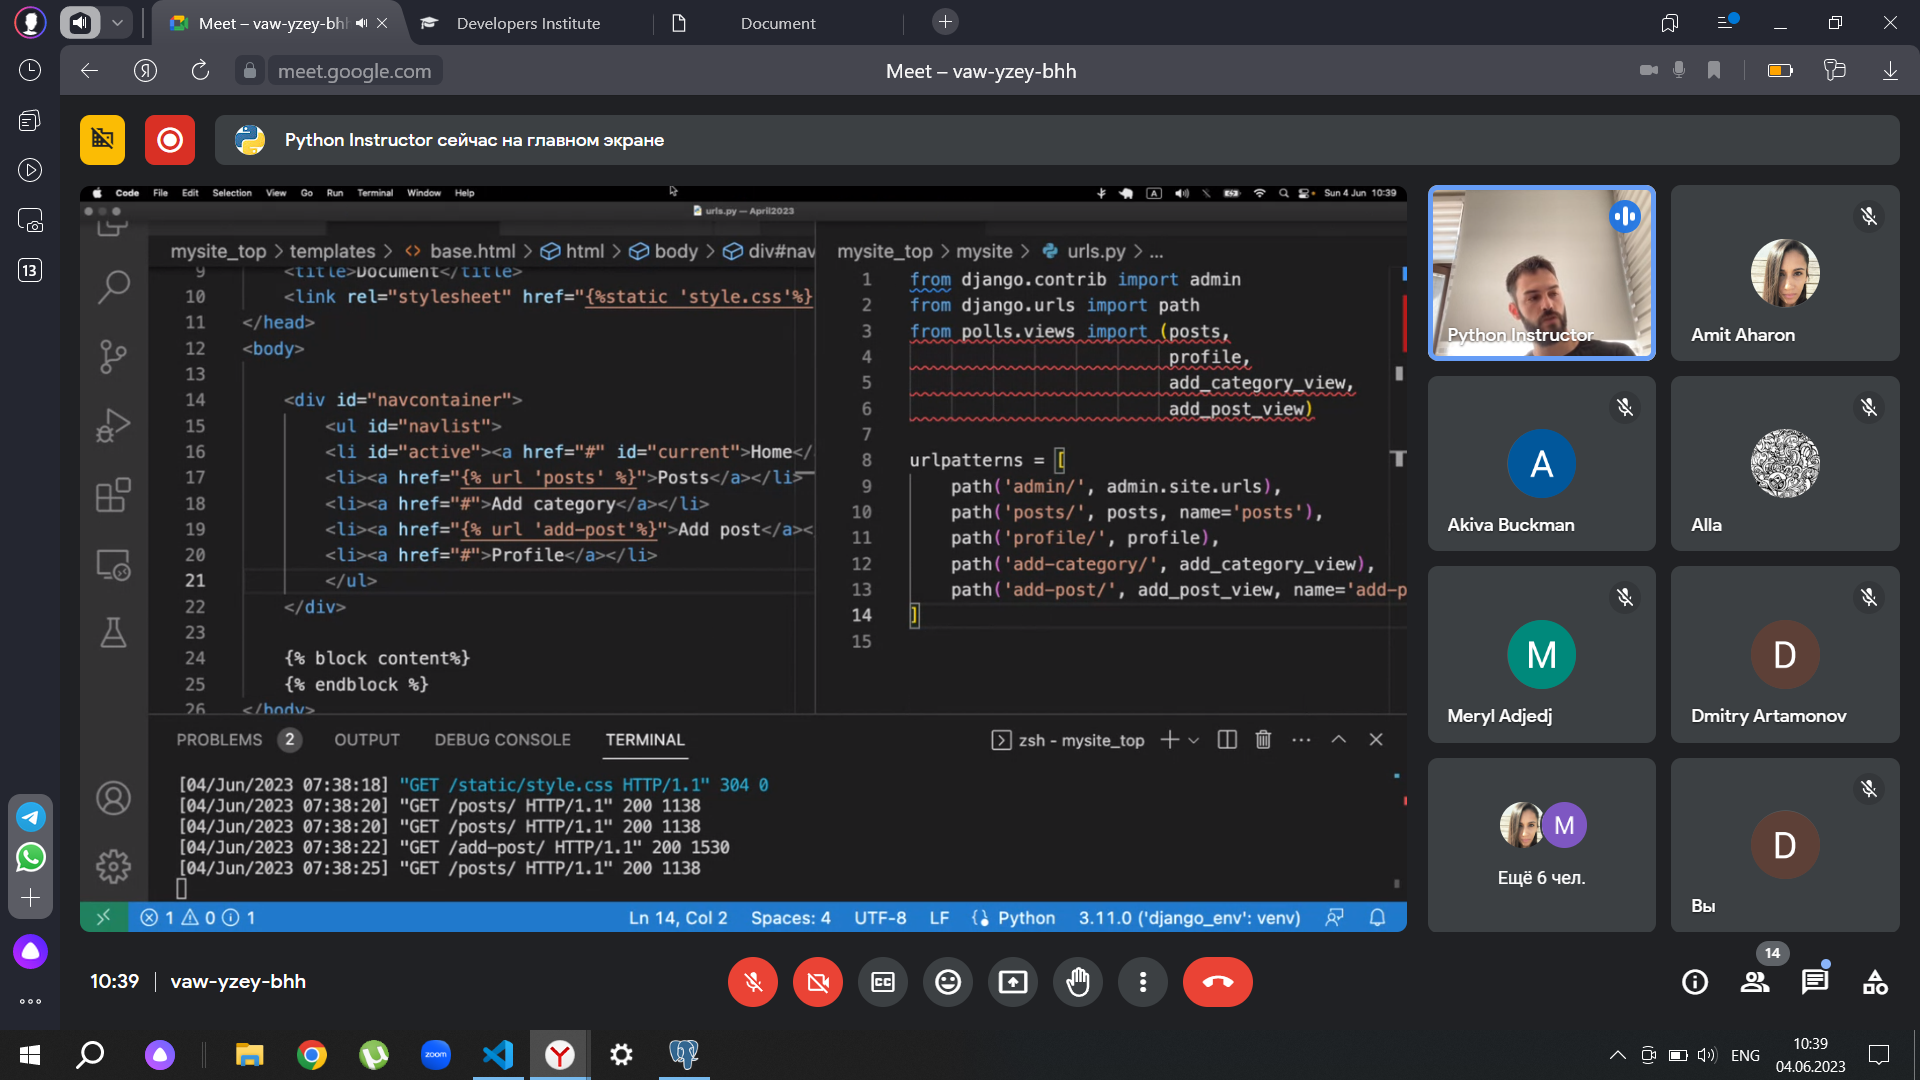 Meet – vaw-yzey-bhh
Developers Institute
Document
meet.google.com
Meet – vaw-yzey-bhh
13
Python Instructor сейчас на главном экране
Code File Edit Selection View Go Run Terminal Window Help
Sun 4 Jun 10:39
urls.py — April2023
mysite_top > templates > <> base.html > html > body > div#nav
9 <title>Document</title>
10 <link rel="stylesheet" href="{%static 'style.css'%}
11 </head>
12 <body>
13
14 <div id="navcontainer">
15 <ul id="navlist">
16 <li id="active"><a href="#" id="current">Home</
17 <li><a href="{% url 'posts' %}">Posts</a></li>
18 <li><a href="#">Add category</a></li>
19 <li><a href="{% url 'add-post'%}">Add post</a><
20 <li><a href="#">Profile</a></li>
21 </ul>
22 </div>
23
24 {% block content%}
25 {% endblock %}
26 </body>
mysite_top > mysite > urls.py > ...
1 from django.contrib import admin
2 from django.urls import path
3 from polls.views import (posts,
4 profile,
5 add_category_view,
6 add_post_view)
7
8 urlpatterns = [
9 path('admin/', admin.site.urls),
10 path('posts/', posts, name='posts'),
11 path('profile/', profile),
12 path('add-category/', add_category_view),
13 path('add-post/', add_post_view, name='add-p
14 ]
15
PROBLEMS 2 OUTPUT DEBUG CONSOLE TERMINAL
zsh - mysite_top
[04/Jun/2023 07:38:18] "GET /static/style.css HTTP/1.1" 304 0
[04/Jun/2023 07:38:20] "GET /posts/ HTTP/1.1" 200 1138
[04/Jun/2023 07:38:20] "GET /posts/ HTTP/1.1" 200 1138
[04/Jun/2023 07:38:22] "GET /add-post/ HTTP/1.1" 200 1530
[04/Jun/2023 07:38:25] "GET /posts/ HTTP/1.1" 200 1138
1 0 1
Ln 14, Col 2 Spaces: 4 UTF-8 LF Python 3.11.0 ('django_env': venv)
Python Instructor
Amit Aharon
A
Akiva Buckman
Alla
M
Meryl Adjedj
D
Dmitry Artamonov
M
Ещё 6 чел.
D
Вы
10:39 | vaw-yzey-bhh
14
zoom
ENG
10:39
04.06.2023